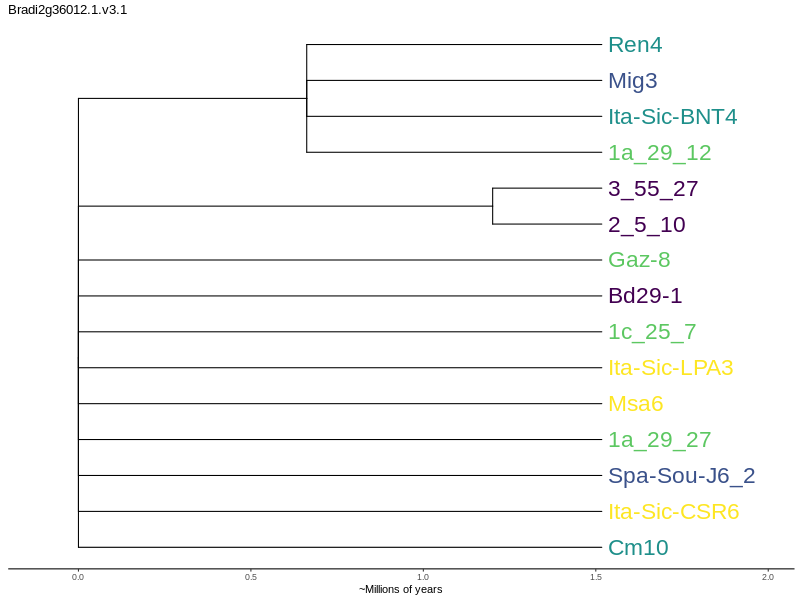 Bradi2g36012.1.v3.1
Ren4
Mig3
Ita-Sic-BNT4
1a_29_12
3_55_27
2_5_10
Gaz-8
Bd29-1
1c_25_7
Ita-Sic-LPA3
Msa6
1a_29_27
Spa-Sou-J6_2
Ita-Sic-CSR6
Cm10
0.0 0.5 1.0 1.5 2.0
~Millions of years